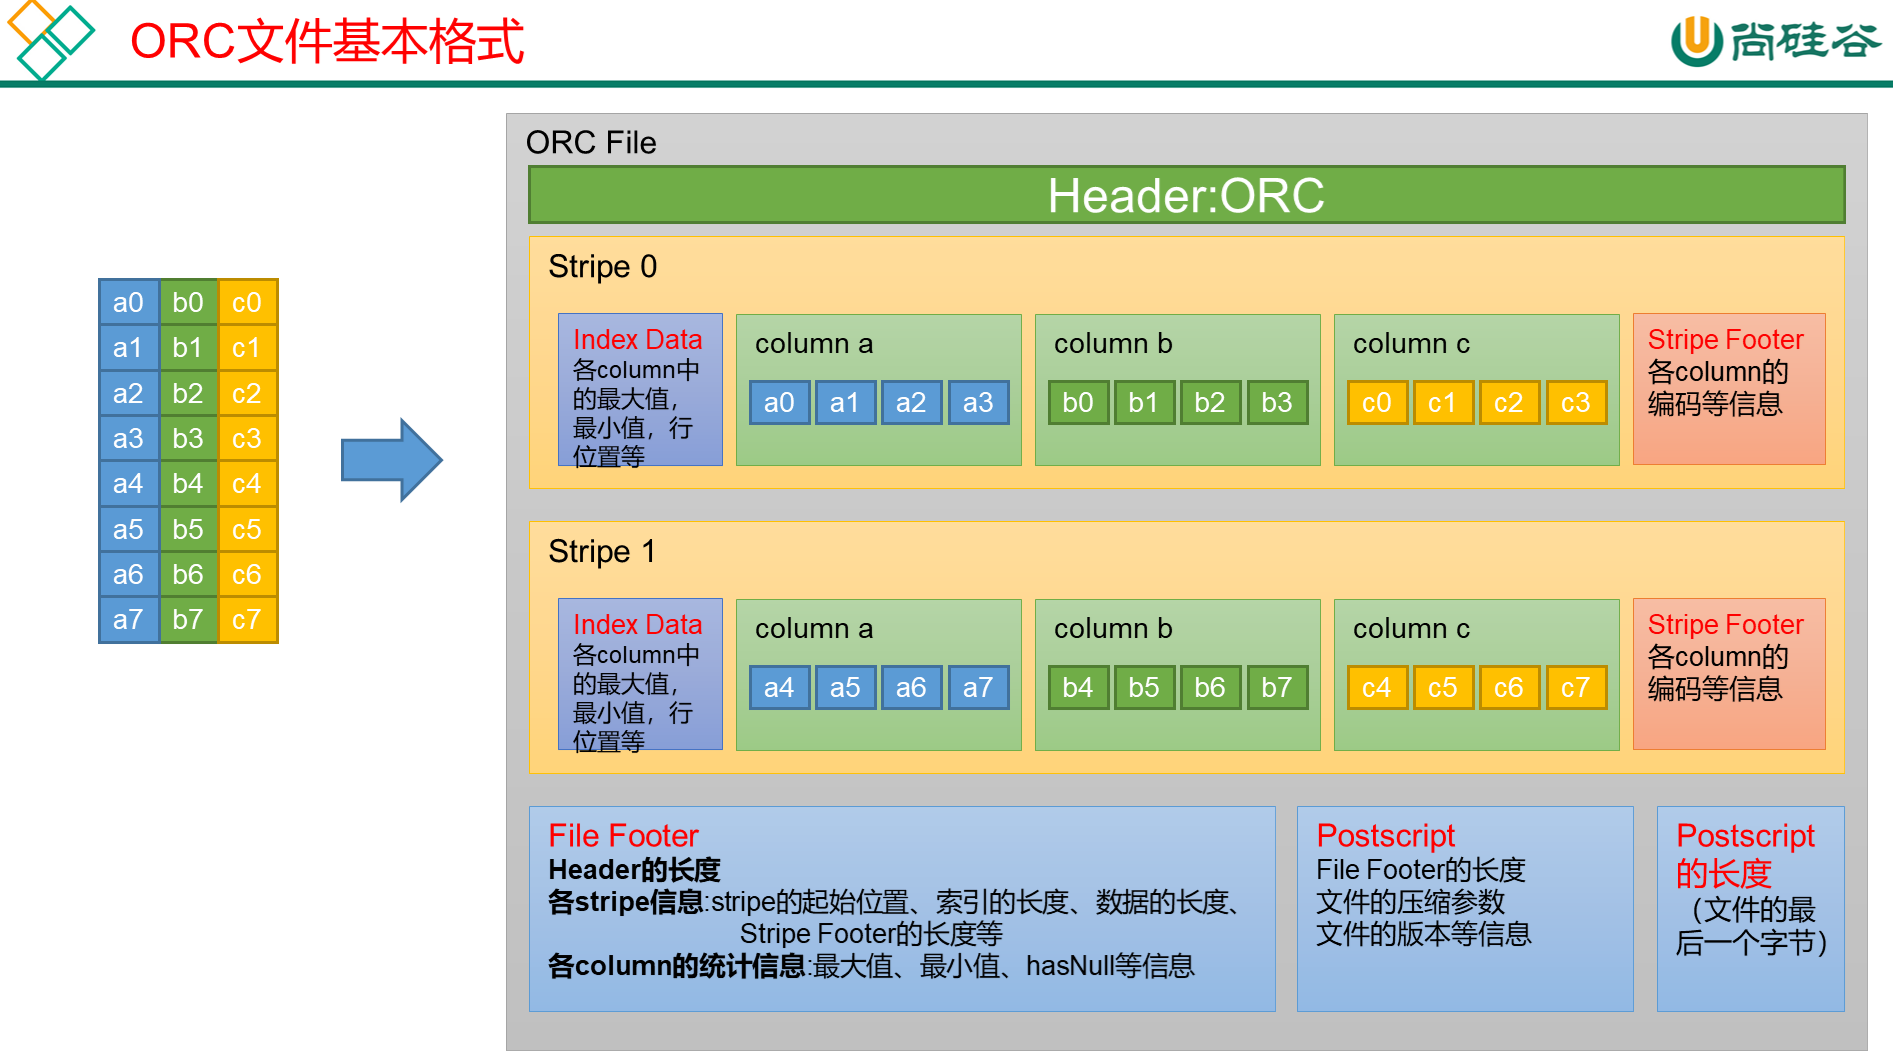 ORC文件基本格式
尚硅谷
a0 b0 c0
a1 b1 c1
a2 b2 c2
a3 b3 c3
a4 b4 c4
a5 b5 c5
a6 b6 c6
a7 b7 c7
ORC File
Header:ORC
Stripe 0
Index Data
各column中
的最大值，
最小值，行
位置等
column a
a0 a1 a2 a3
column b
b0 b1 b2 b3
column c
c0 c1 c2 c3
Stripe Footer
各column的
编码等信息
Stripe 1
Index Data
各column中
的最大值，
最小值，行
位置等
column a
a4 a5 a6 a7
column b
b4 b5 b6 b7
column c
c4 c5 c6 c7
Stripe Footer
各column的
编码等信息
File Footer
Header的长度
各stripe信息:stripe的起始位置、索引的长度、数据的长度、
Stripe Footer的长度等
各column的统计信息:最大值、最小值、hasNull等信息
Postscript
File Footer的长度
文件的压缩参数
文件的版本等信息
Postscript
的长度
（文件的最
后一个字节）